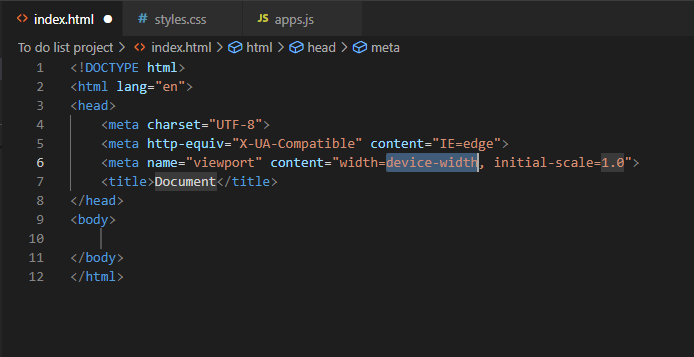 index.html
styles.css
JS apps.js
To do list project > index.html > html > head > meta
1 <!DOCTYPE html>
2 <html lang="en">
3 <head>
4 <meta charset="UTF-8">
5 <meta http-equiv="X-UA-Compatible" content="IE=edge">
6 <meta name="viewport" content="width=device-width, initial-scale=1.0">
7 <title>Document</title>
8 </head>
9 <body>
10
11 </body>
12 </html>